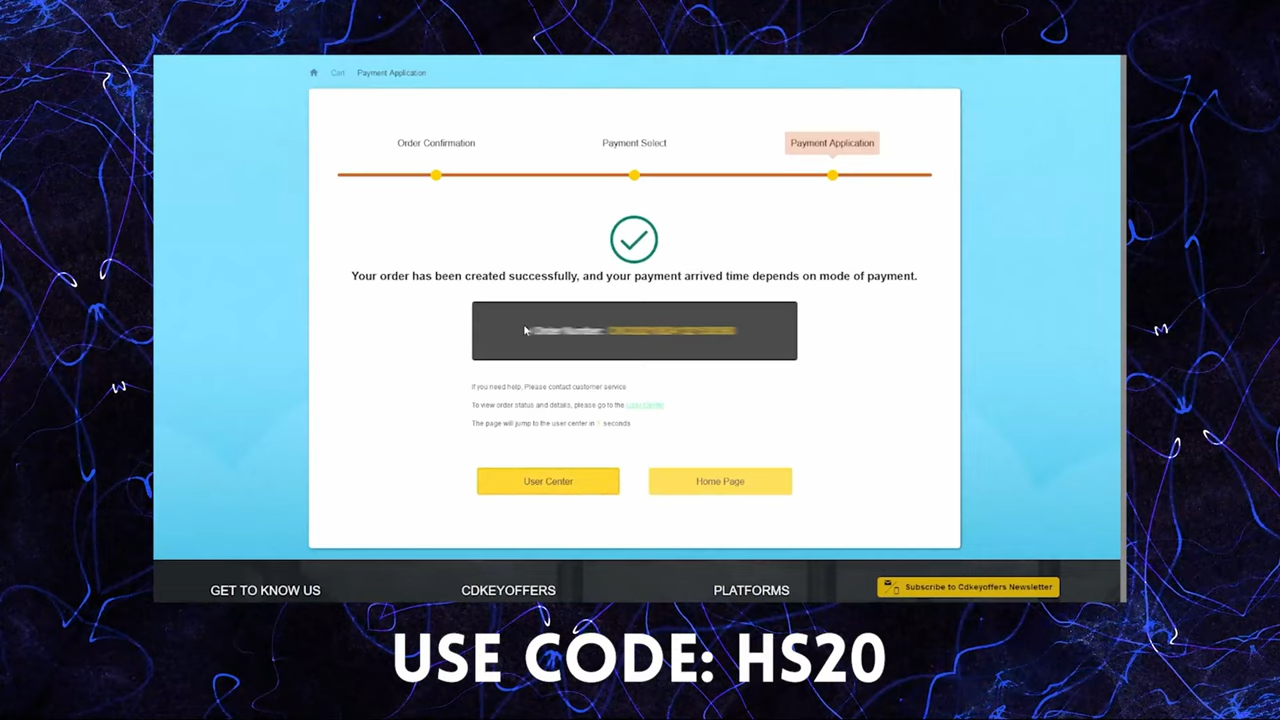 Cart Payment Application
Order Confirmation Payment Select Payment Application
Your order has been created successfully, and your payment arrived time depends on mode of payment.
If you need help, Please contact customer service
To view order status and details, please go to the User Center
The page will jump to the user center in seconds
User Center Home Page
GET TO KNOW US CDKEYOFFERS PLATFORMS Subscribe to Cdkeyoffers Newsletter
USE CODE: HS20